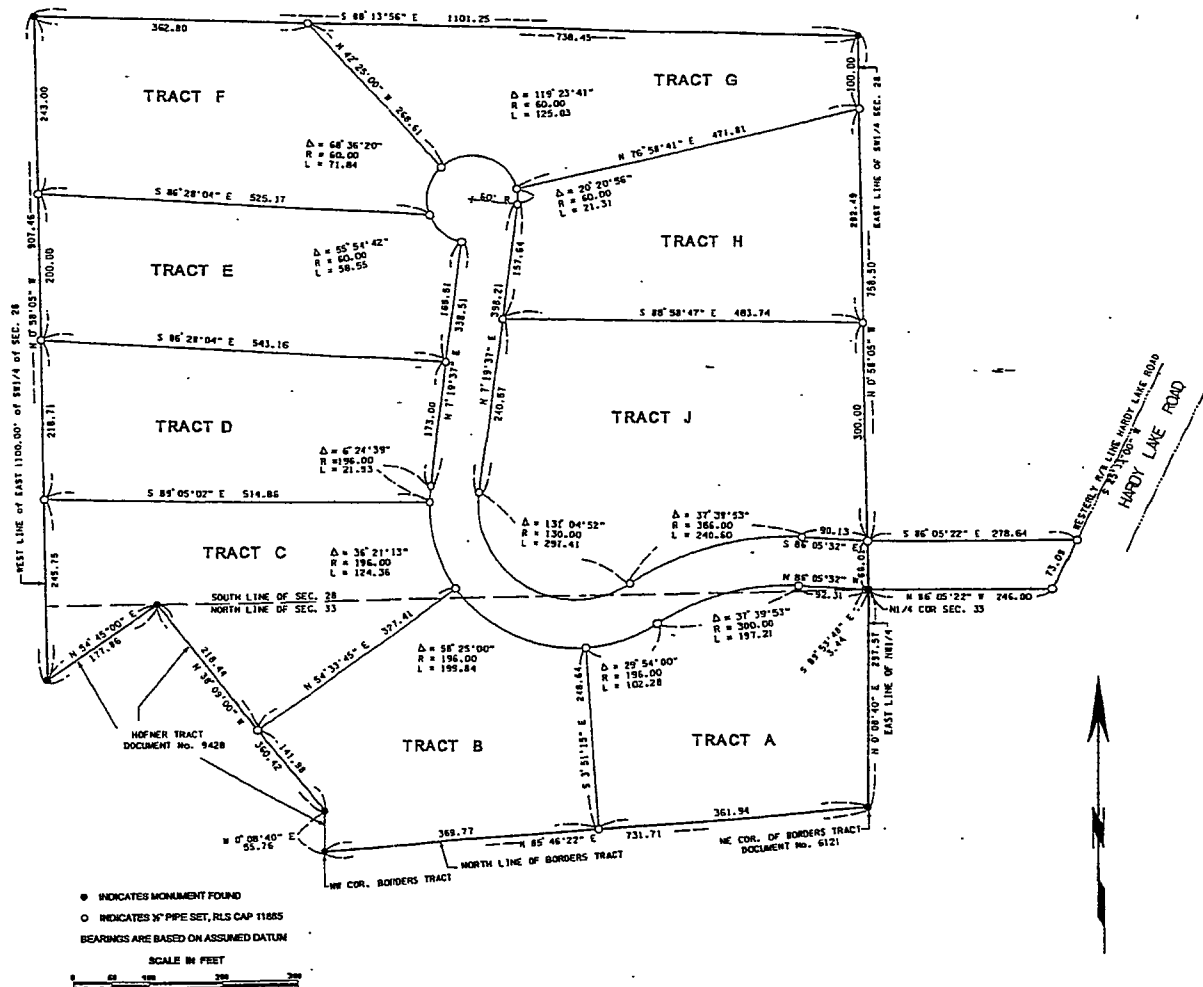 S 88°13'56" E 1101.25
362.80
738.45
TRACT F
TRACT G
N 42°25'00" W 268.61
Δ = 119°23'41"
R = 60.00
L = 125.03
100.00
EAST LINE OF SW1/4 SEC. 28
243.00
Δ = 68°36'20"
R = 60.00
L = 71.84
N 76°58'41" E 471.81
S 86°28'04" E 525.17
60' R
Δ = 20°20'56"
R = 60.00
L = 21.31
907.46
200.00
TRACT E
Δ = 55°54'42"
R = 60.00
L = 58.55
TRACT H
157.64
758.50
N 0°58'05" W
S 88°58'47" E 483.74
338.51
398.21
S 86°28'04" E 543.16
N 7°19'37" E
N 7°19'37" E
240.57
173.00
WEST LINE of EAST 1100.00' of SW1/4 of SEC. 28
218.71
TRACT D
TRACT J
N 0°58'05" W
300.00
Δ = 6°24'39"
R = 196.00
L = 21.93
S 89°05'02" E 514.86
WESTERLY R/W LINE HARDY LAKE ROAD
HARDY LAKE ROAD
245.75
TRACT C
Δ = 36°21'13"
R = 196.00
L = 124.36
Δ = 131°04'52"
R = 130.00
L = 297.41
Δ = 37°39'53"
R = 366.00
L = 240.60
90.13
S 86°05'32" E
S 86°05'22" E 278.64
73.09
SOUTH LINE OF SEC. 28
NORTH LINE OF SEC. 33
N 86°05'32" W
92.31
N 86°05'22" W 246.00
N1/4 COR SEC. 33
N 54°45'00" E
177.86
218.44
N 38°09'00" W
N 54°33'45" E 327.41
Δ = 58°25'00"
R = 196.00
L = 199.84
Δ = 37°39'53"
R = 300.00
L = 197.21
Δ = 29°54'00"
R = 196.00
L = 102.28
3.44
HOFNER TRACT
DOCUMENT No. 9428
141.98
360.42
S 3°51'15" E 248.64
TRACT B
TRACT A
N 0°08'40" E 297.57
EAST LINE OF NW1/4
N 0°08'40" E
55.76
369.77
N 85°46'22" E 731.71
361.94
NORTH LINE OF BORDERS TRACT
NE COR. OF BORDERS TRACT
DOCUMENT No. 6121
NW COR. BORDERS TRACT
N
INDICATES MONUMENT FOUND
PIPE SET, RLS CAP 11885
BEARINGS ARE BASED ON ASSUMED DATUM
SCALE IN FEET